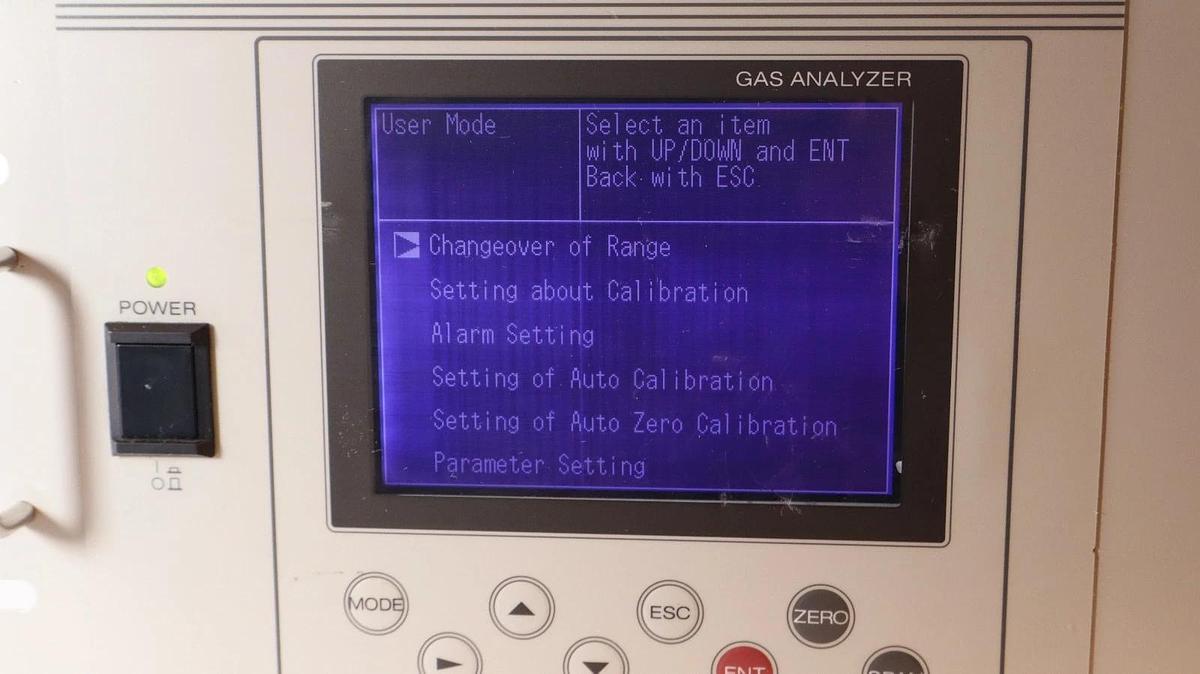 GAS ANALYZER
User Mode
Select an item
with UP/DOWN and ENT
Back with ESC
Changeover of Range
Setting about Calibration
Alarm Setting
Setting of Auto Calibration
Setting of Auto Zero Calibration
Parameter Setting
POWER
MODE
ESC
ZERO
ENT